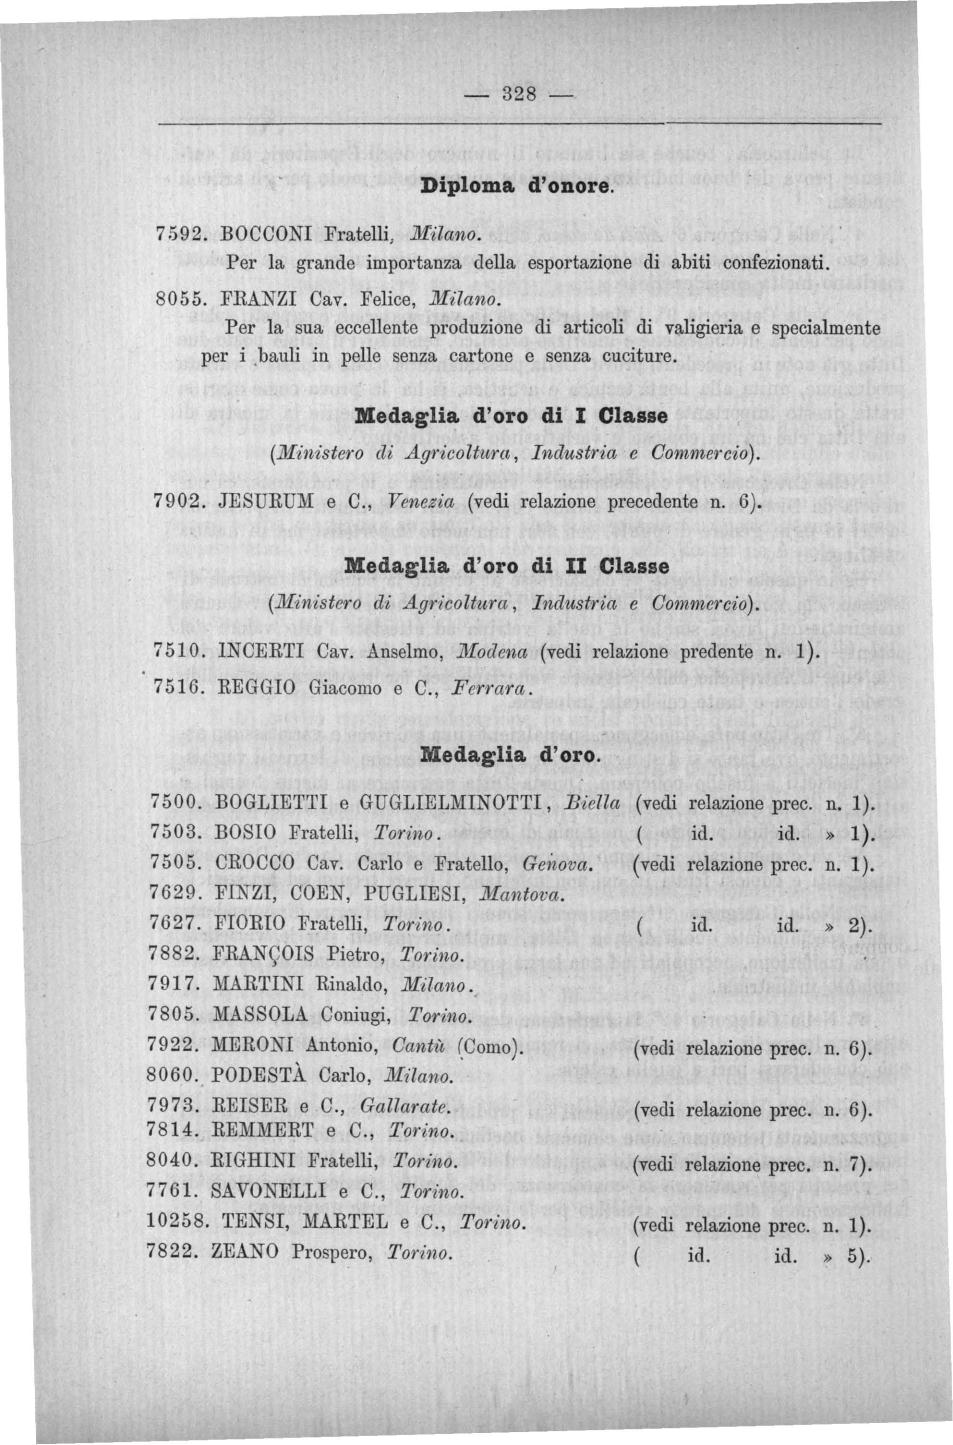 — 328 —
Diploma d'onore.
7592. BOCCONI Fratelli, Milano.
Per la grande importanza della esportazione di abiti confezionati.
8055. FRANZI Cav. Felice, Milano.
Per la sua eccellente produzione di articoli di valigieria e specialmente
per i bauli in pelle senza cartone e senza cuciture.
Medaglia d'oro di I Classe
(Ministero di Agricoltura, Industria e Commercio).
7902. JESURUM e C., Venezia (vedi relazione precedente n. 6).
Medaglia d'oro di II Classe
(Ministero di Agricoltura, Industria e Commercio).
7510. INCERTI Cav. Anselmo, Modena (vedi relazione predente n. 1).
7516. REGGIO Giacomo e C., Ferrara.
Medaglia d'oro.
7500. BOGLIETTI e GUGLIELMINOTTI, Biella (vedi relazione prec. n. 1).
7503. BOSIO Fratelli, Torino. ( id. id. » 1).
7505. CROCCO Cav. Carlo e Fratello, Genova. (vedi relazione prec. n. 1).
7629. FINZI, COEN, PUGLIESI, Mantova.
7627. FIORIO Fratelli, Torino. ( id. id. » 2).
7882. FRANÇOIS Pietro, Torino.
7917. MARTINI Rinaldo, Milano.
7805. MASSOLA Coniugi, Torino.
7922. MERONI Antonio, Cantù (Como). (vedi relazione prec. n. 6).
8060. PODESTÀ Carlo, Milano.
7973. REISER e C., Gallarate. (vedi relazione prec. n. 6).
7814. REMMERT e C., Torino.
8040. RIGHINI Fratelli, Torino. (vedi relazione prec. n. 7).
7761. SAVONELLI e C., Torino.
10258. TENSI, MARTEL e C., Torino. (vedi relazione prec. n. 1).
7822. ZEANO Prospero, Torino. ( id. id. » 5).